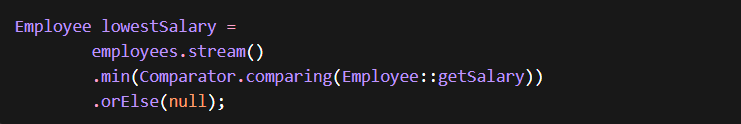 Employee lowestSalary =
        employees.stream()
        .min(Comparator.comparing(Employee::getSalary))
        .orElse(null);